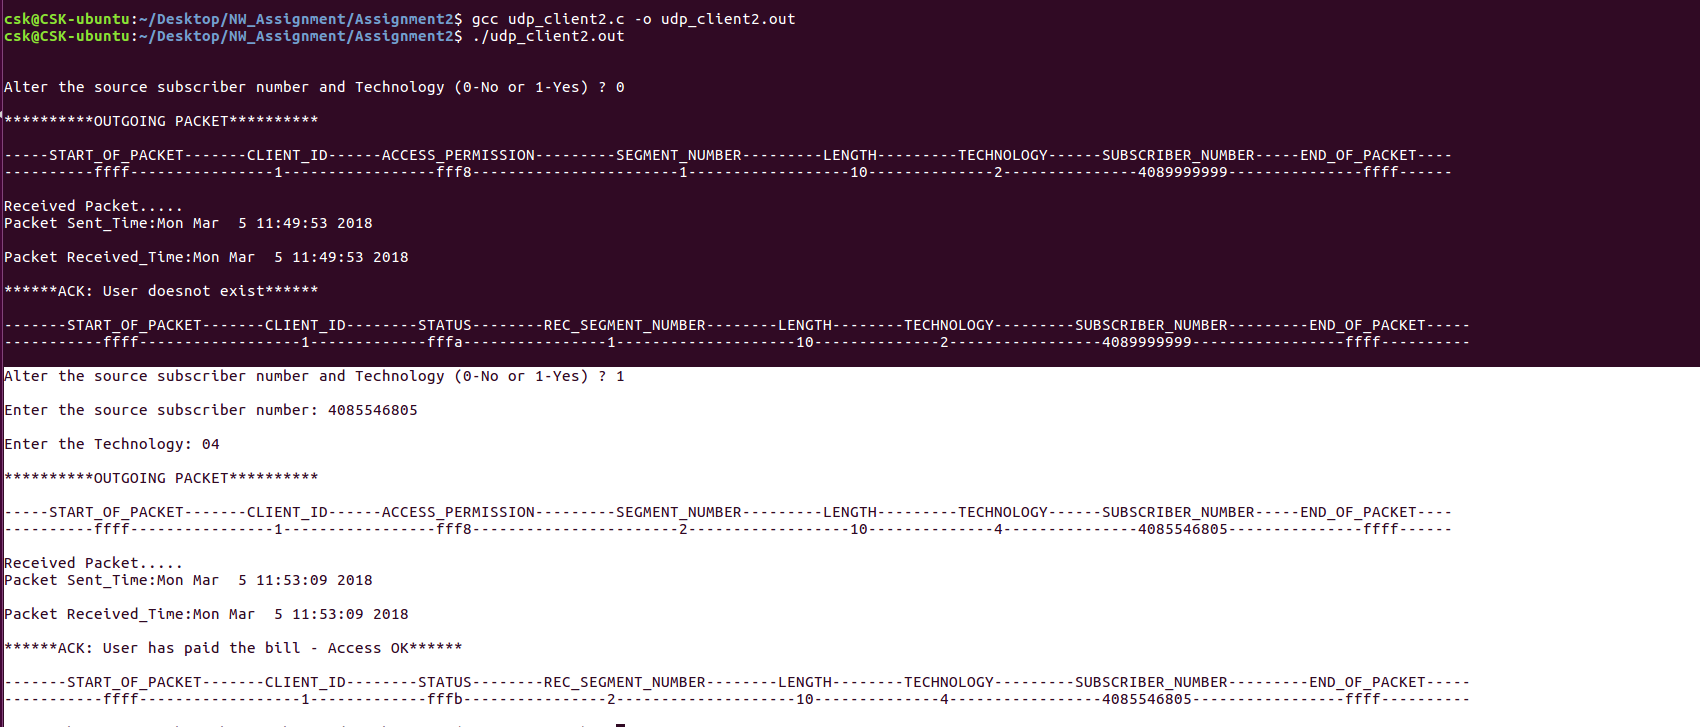 csk@CSK-ubuntu:~/Desktop/NW_Assignment/Assignment2$ gcc udp_client2.c -o udp_client2.out
csk@CSK-ubuntu:~/Desktop/NW_Assignment/Assignment2$ ./udp_client2.out
Alter the source subscriber number and Technology (0-No or 1-Yes) ? 0
**********OUTGOING PACKET**********
-----START_OF_PACKET-------CLIENT_ID------ACCESS_PERMISSION---------SEGMENT_NUMBER---------LENGTH---------TECHNOLOGY------SUBSCRIBER_NUMBER-----END_OF_PACKET----
----------ffff----------------1-----------------fff8-----------------------1------------------10--------------2---------------4089999999---------------ffff------
Received Packet.....
Packet Sent_Time:Mon Mar  5 11:49:53 2018
Packet Received_Time:Mon Mar  5 11:49:53 2018
******ACK: User doesnot exist******
-------START_OF_PACKET-------CLIENT_ID--------STATUS--------REC_SEGMENT_NUMBER--------LENGTH--------TECHNOLOGY---------SUBSCRIBER_NUMBER---------END_OF_PACKET-----
-----------ffff------------------1-------------fffa----------------1--------------------10--------------2-----------------4089999999-----------------ffff----------
Alter the source subscriber number and Technology (0-No or 1-Yes) ? 1
Enter the source subscriber number: 4085546805
Enter the Technology: 04
**********OUTGOING PACKET**********
-----START_OF_PACKET-------CLIENT_ID------ACCESS_PERMISSION---------SEGMENT_NUMBER---------LENGTH---------TECHNOLOGY------SUBSCRIBER_NUMBER-----END_OF_PACKET----
----------ffff----------------1-----------------fff8-----------------------2------------------10--------------4---------------4085546805---------------ffff------
Received Packet.....
Packet Sent_Time:Mon Mar  5 11:53:09 2018
Packet Received_Time:Mon Mar  5 11:53:09 2018
******ACK: User has paid the bill - Access OK******
-------START_OF_PACKET-------CLIENT_ID--------STATUS--------REC_SEGMENT_NUMBER--------LENGTH--------TECHNOLOGY---------SUBSCRIBER_NUMBER---------END_OF_PACKET-----
-----------ffff------------------1-------------fffb----------------2--------------------10--------------4-----------------4085546805-----------------ffff----------